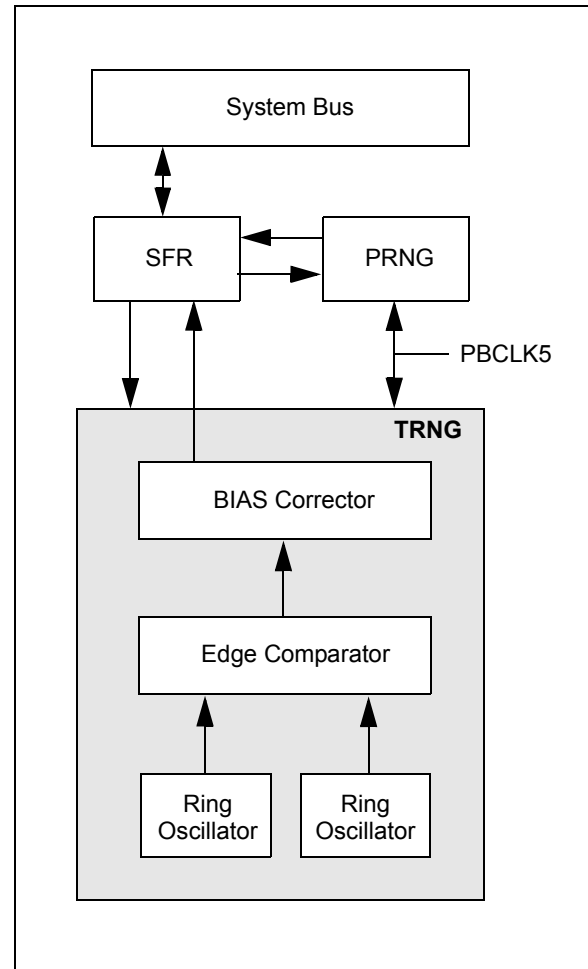 System Bus
SFR
PRNG
PBCLK5
TRNG
BIAS Corrector
Edge Comparator
Ring
Oscillator
Ring
Oscillator